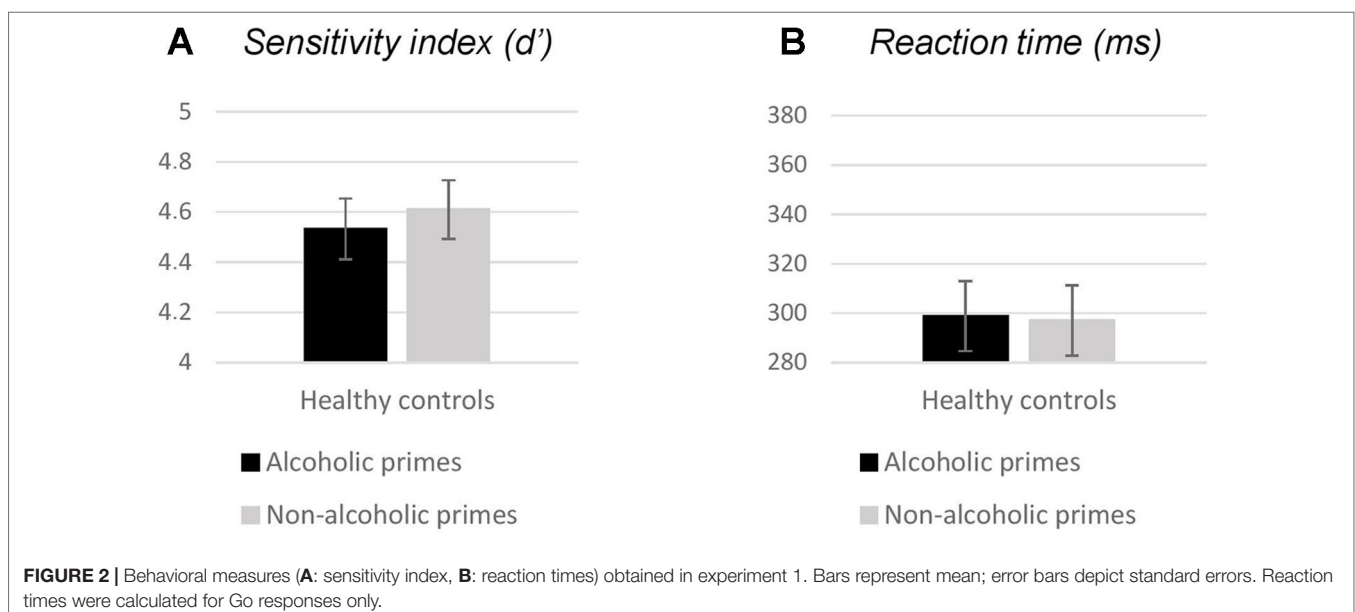 A Sensitivity index (d’)
5
4.8
4.6
4.4
4.2
4
Healthy controls
■ Alcoholic primes
■ Non-alcoholic primes
B Reaction time (ms)
380
360
340
320
300
280
Healthy controls
■ Alcoholic primes
■ Non-alcoholic primes
FIGURE 2 | Behavioral measures (A: sensitivity index, B: reaction times) obtained in experiment 1. Bars represent mean; error bars depict standard errors. Reaction
times were calculated for Go responses only.